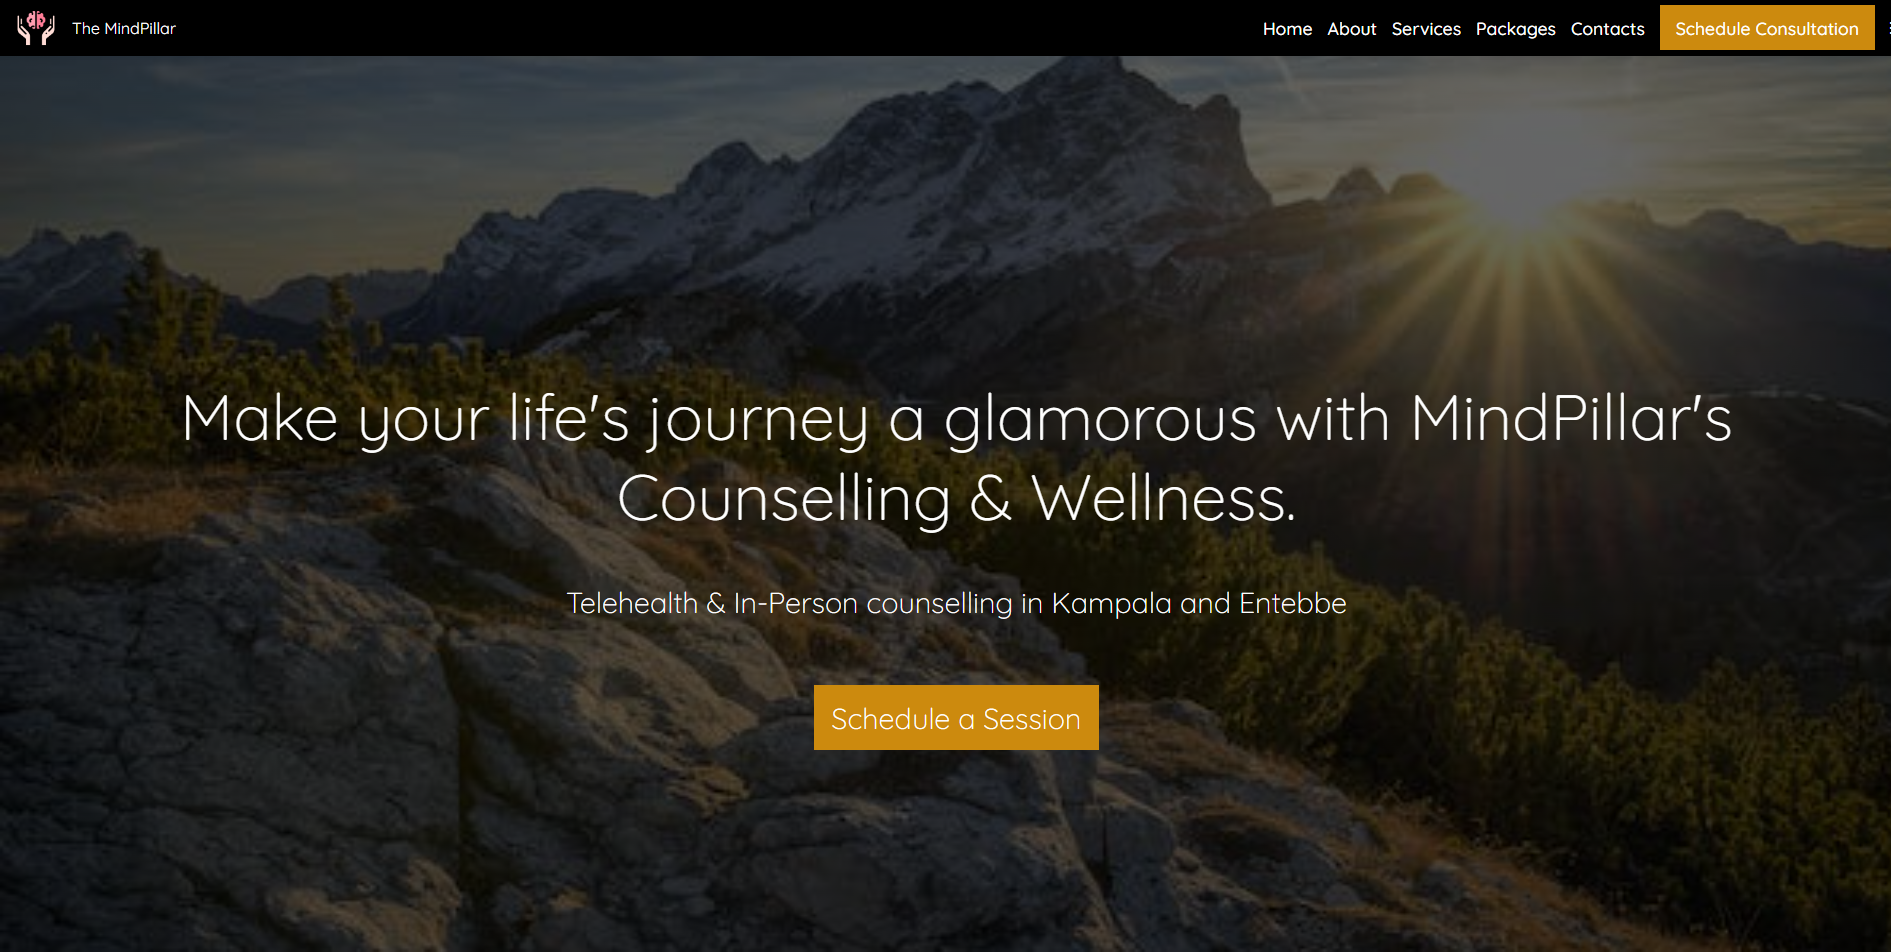 The MindPillar
Home About Services Packages Contacts Schedule Consultation
Make your life's journey a glamorous with MindPillar's
Counselling & Wellness.
Telehealth & In-Person counselling in Kampala and Entebbe
Schedule a Session